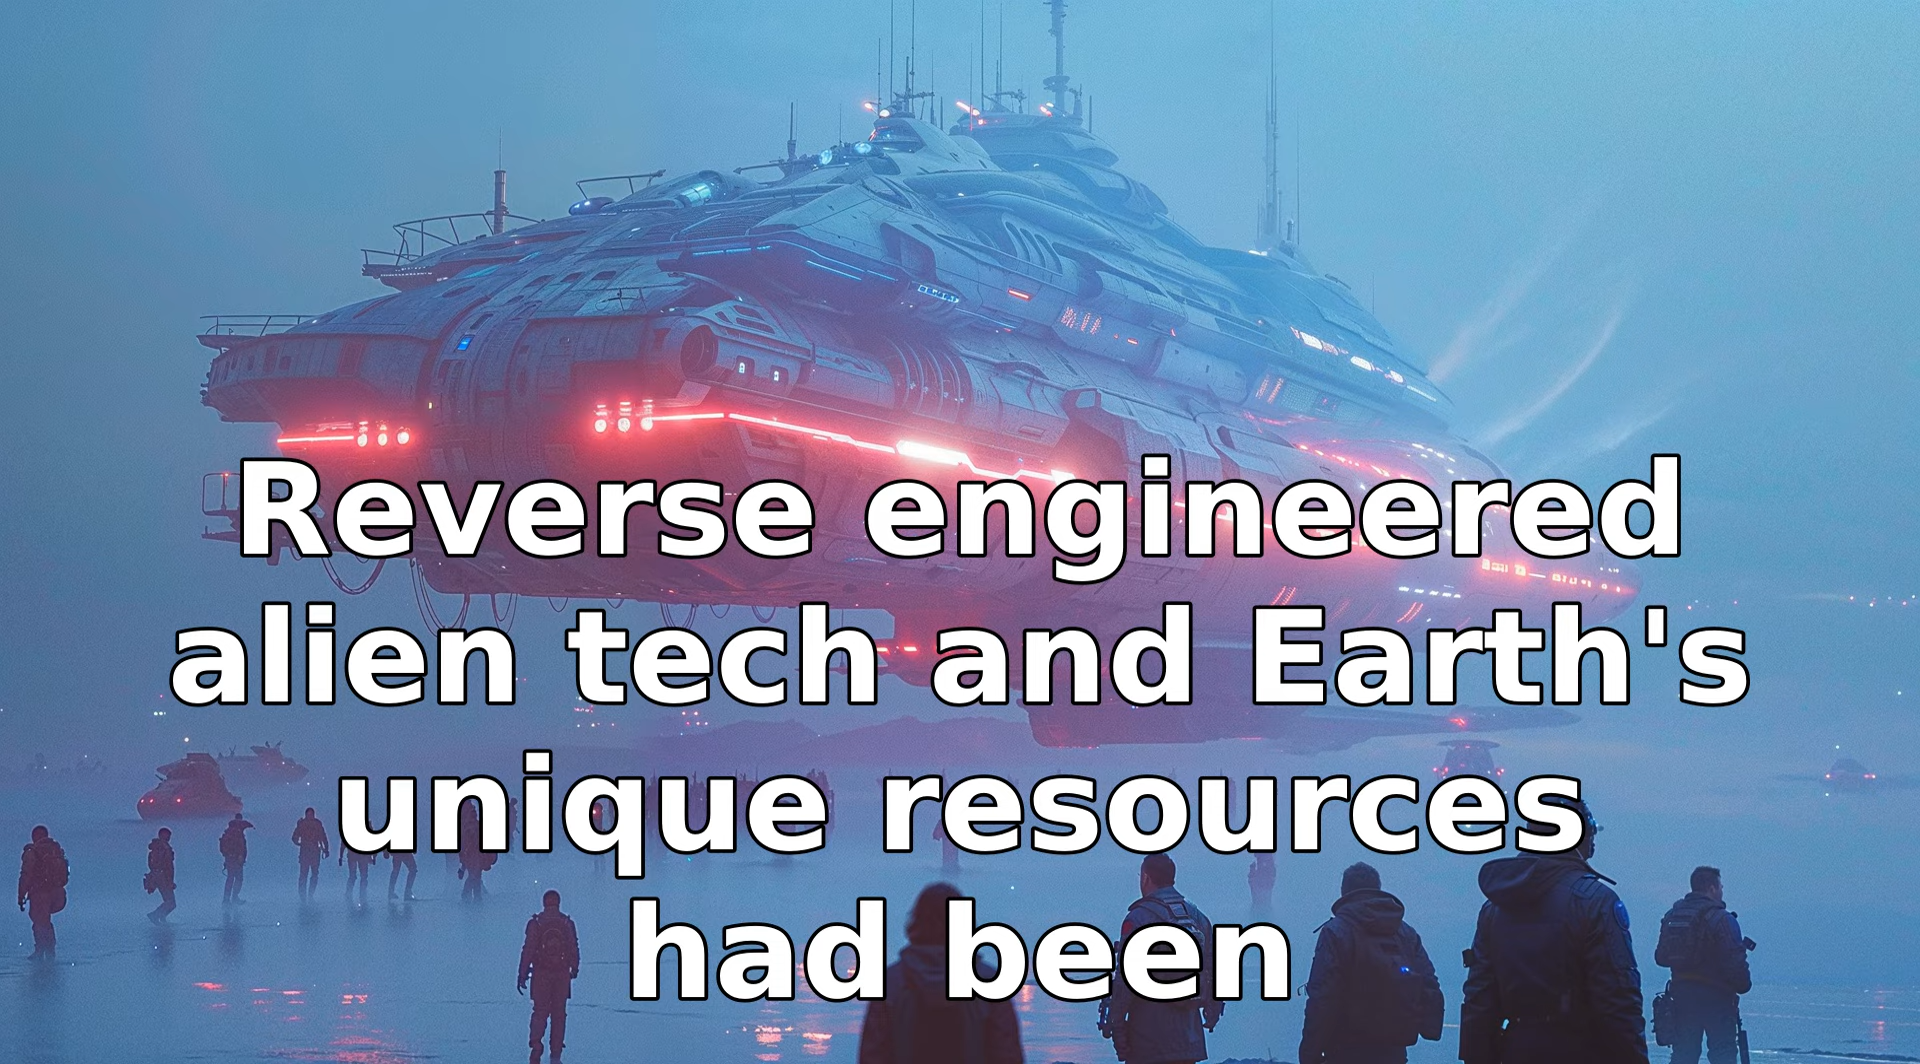 Reverse engineered
alien tech and Earth's
unique resources
had been